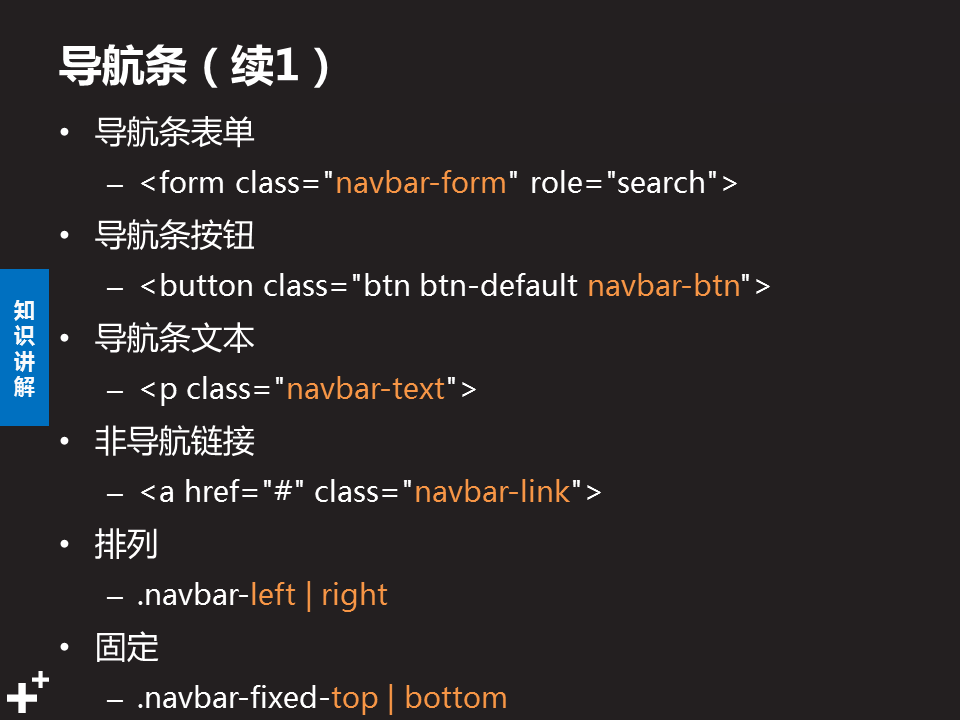 导航条（续1）
• 导航条表单
– <form class="navbar-form" role="search">
• 导航条按钮
– <button class="btn btn-default navbar-btn">
• 导航条文本
– <p class="navbar-text">
• 非导航链接
– <a href="#" class="navbar-link">
• 排列
– .navbar-left | right
• 固定
– .navbar-fixed-top | bottom
知
识
讲
解